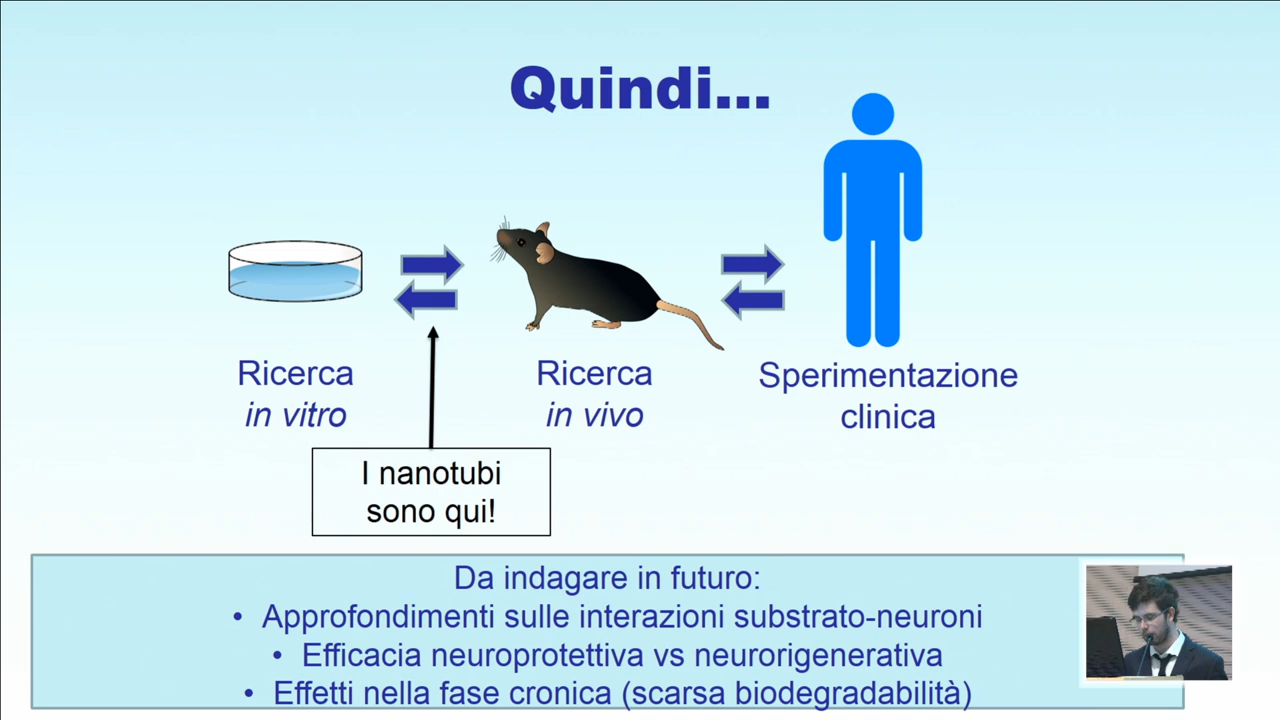 Quindi...
Ricerca
in vitro
Ricerca
in vivo
Sperimentazione
clinica
I nanotubi
sono qui!
Da indagare in futuro:
• Approfondimenti sulle interazioni substrato-neuroni
• Efficacia neuroprotettiva vs neurorigenerativa
• Effetti nella fase cronica (scarsa biodegradabilità)